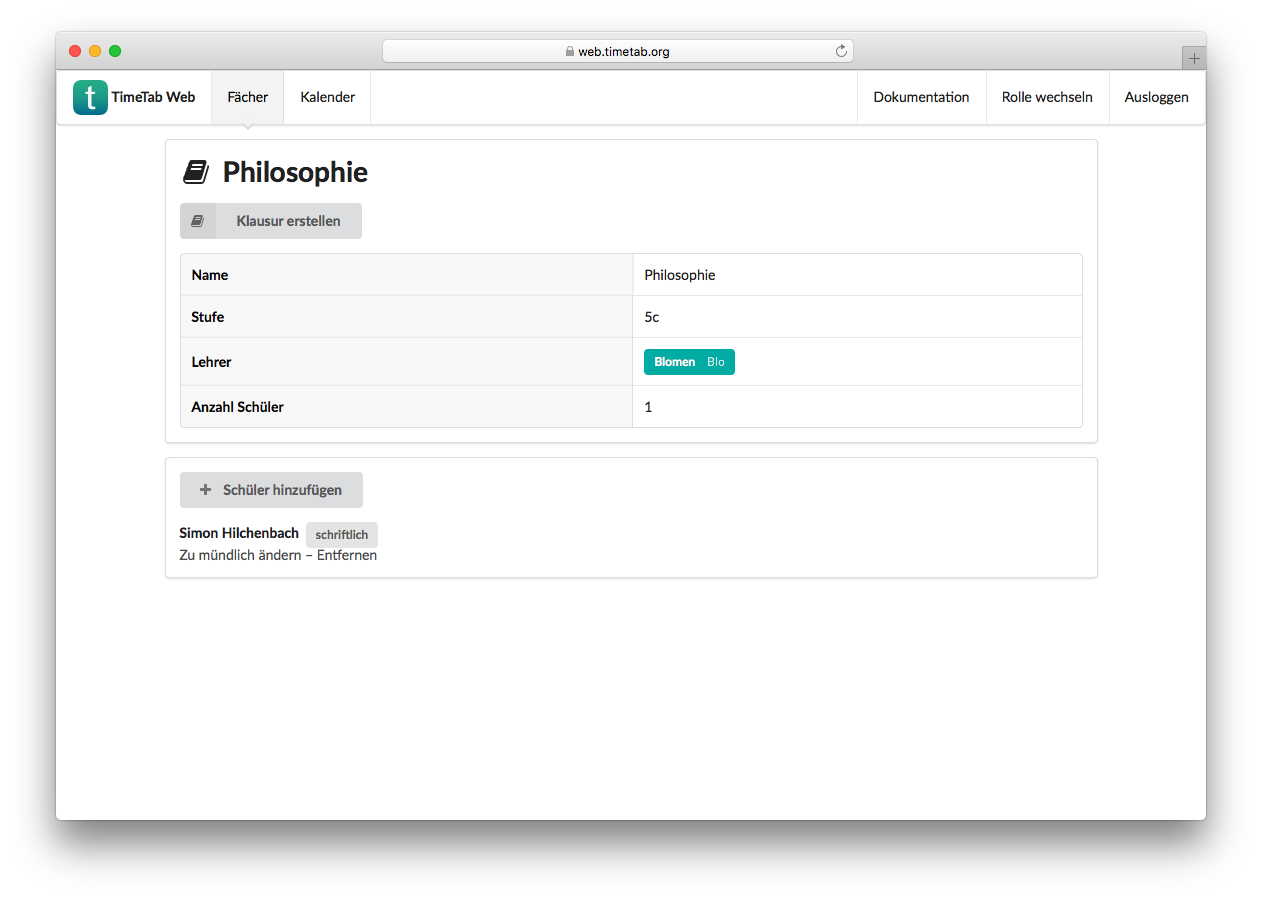 web.timetab.org
t TimeTab Web Fächer Kalender Dokumentation Rolle wechseln Ausloggen
Philosophie
Klausur erstellen
Name Philosophie
Stufe 5c
Lehrer Blomen Blo
Anzahl Schüler 1
Schüler hinzufügen
Simon Hilchenbach schriftlich
Zu mündlich ändern – Entfernen